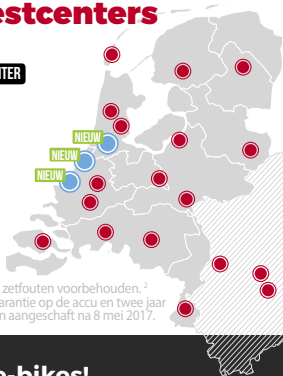 estcenters
NTER
NIEUW
NIEUW
NIEUW
zetfouten voorbehouden. 2
arantie op de accu en twee jaar
n aangeschaft na 8 mei 2017.
-bikes!